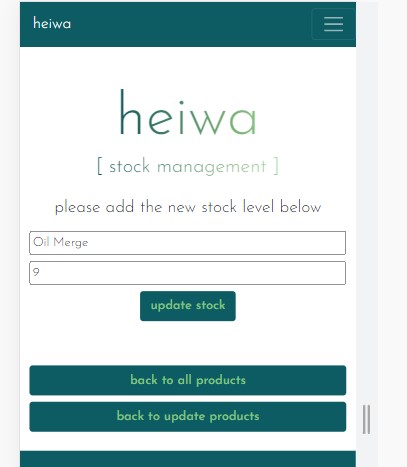 heiwa
heiwa
[ stock management ]
please add the new stock level below
Oil Merge
9
update stock
back to all products
back to update products